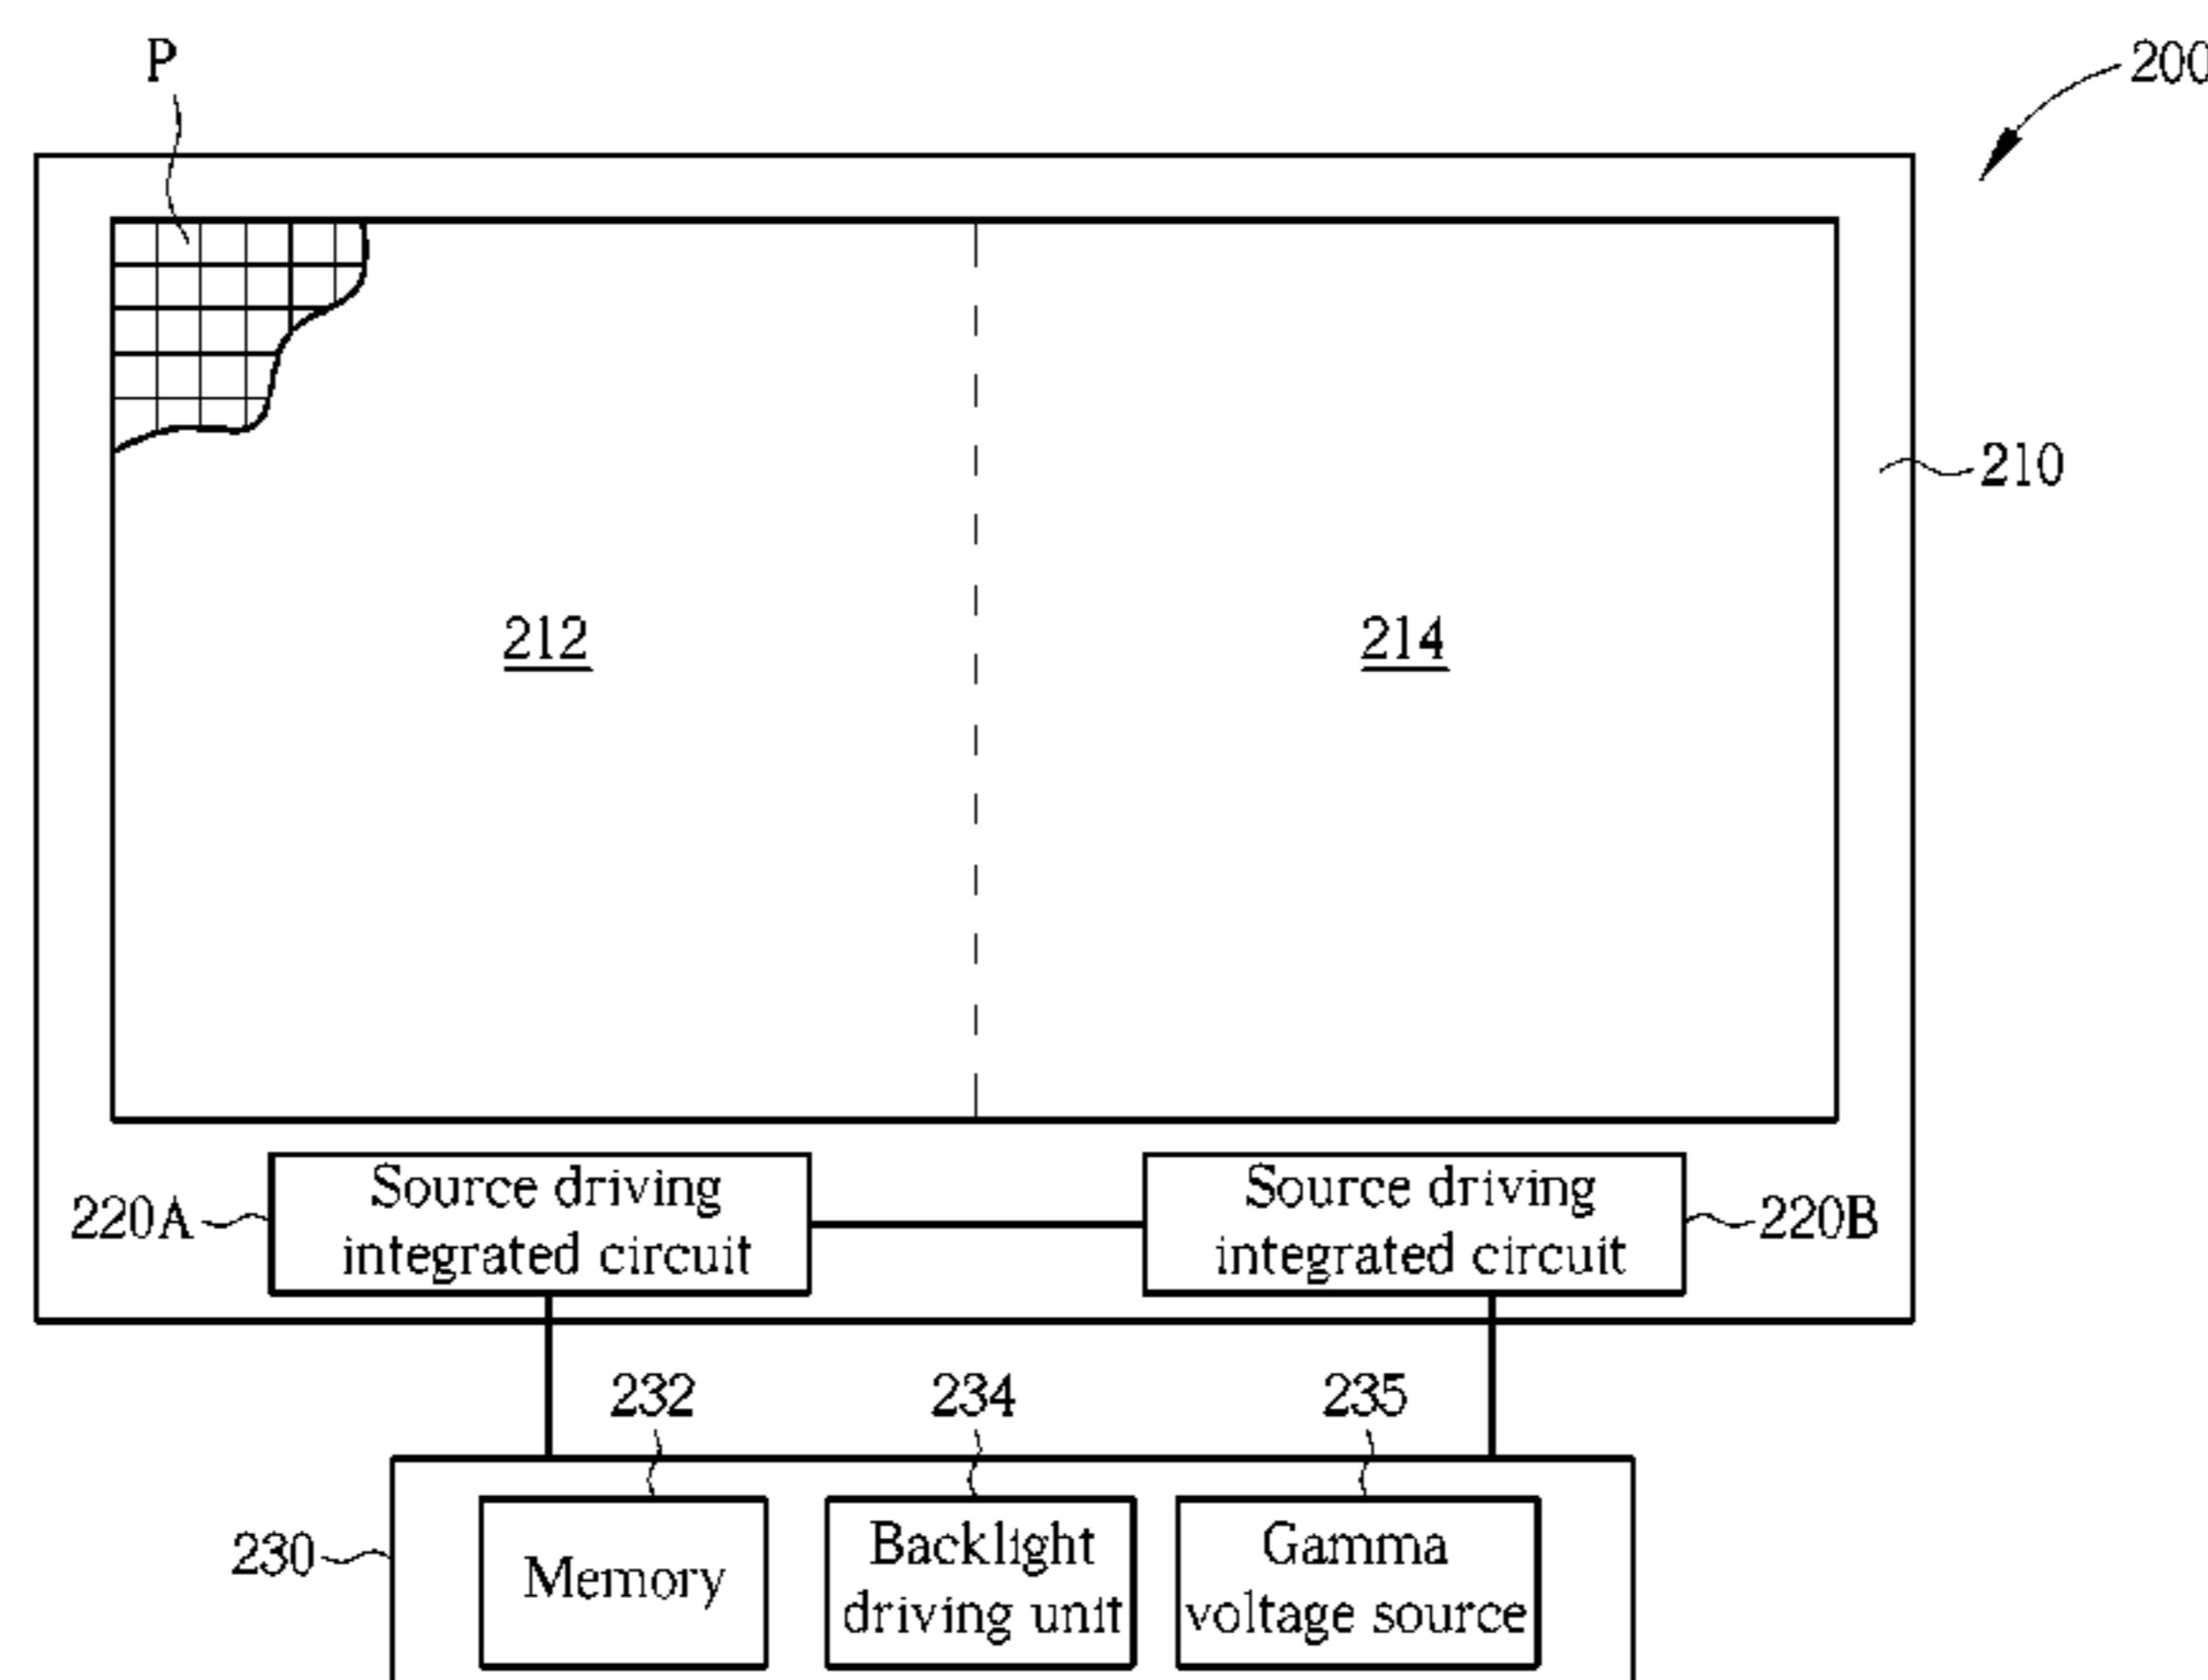 P
200
210
212
214
Source driving
integrated circuit
Source driving
integrated circuit
220A
220B
232
234
235
230
Memory
Backlight
driving unit
Gamma
voltage source